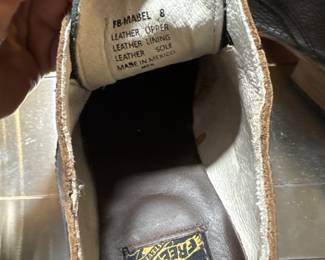 FB-MABEL 8
LEATHER UPPER
LEATHER LINING
LEATHER SOLE
MADE IN MEXICO